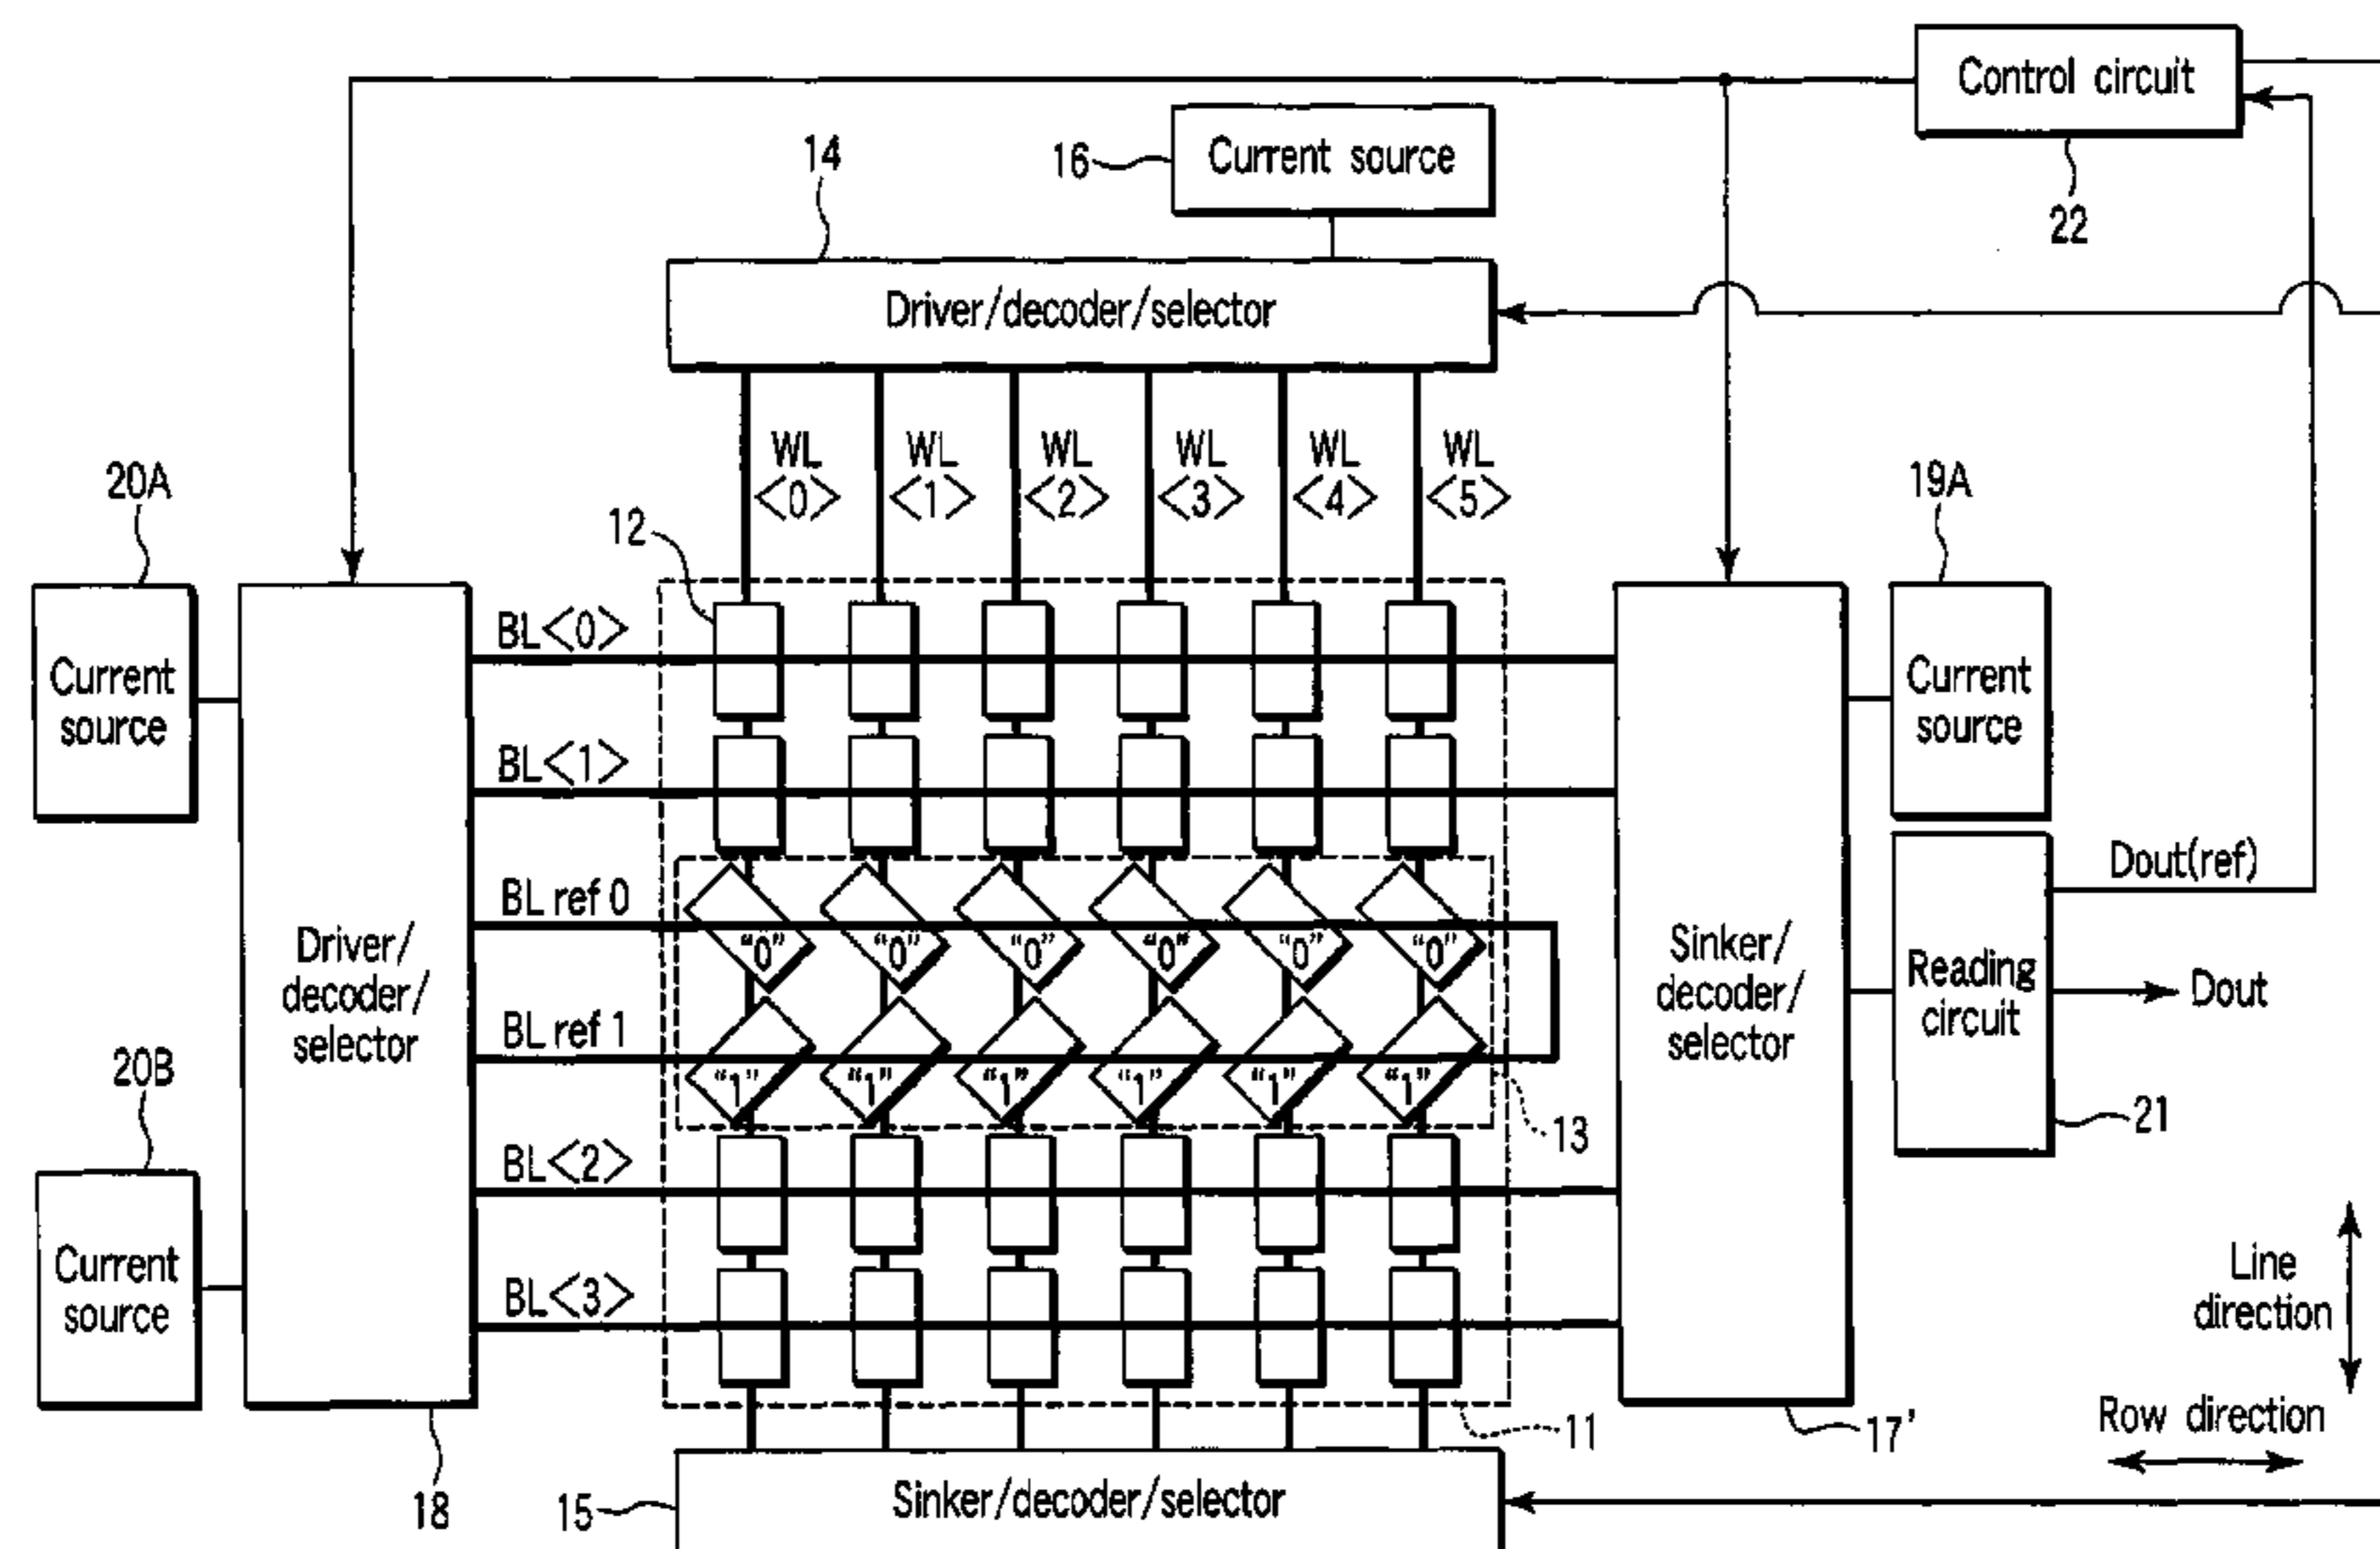 Control circuit
22
16
Current source
14
Driver/decoder/selector
WL
<0>
WL
<1>
WL
<2>
WL
<3>
WL
<4>
WL
<5>
20A
Current
source
12
19A
Current
source
BL<0>
BL<1>
BL ref 0
BL ref 1
BL<2>
BL<3>
Driver/
decoder/
selector
18
20B
Current
source
“0” “0” “0” “0” “0” “0”
“1” “1” “1” “1” “1” “1”
13
11
Sinker/
decoder/
selector
17'
Reading
circuit
21
Dout(ref)
Dout
Line
direction
Row direction
15
Sinker/decoder/selector